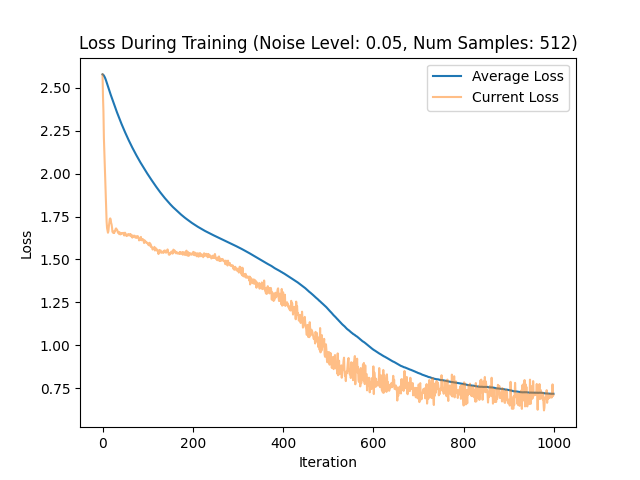 Loss During Training (Noise Level: 0.05, Num Samples: 512)
Average Loss
Current Loss
2.50
2.25
2.00
1.75
1.50
1.25
1.00
0.75
Loss
0 200 400 600 800 1000
Iteration